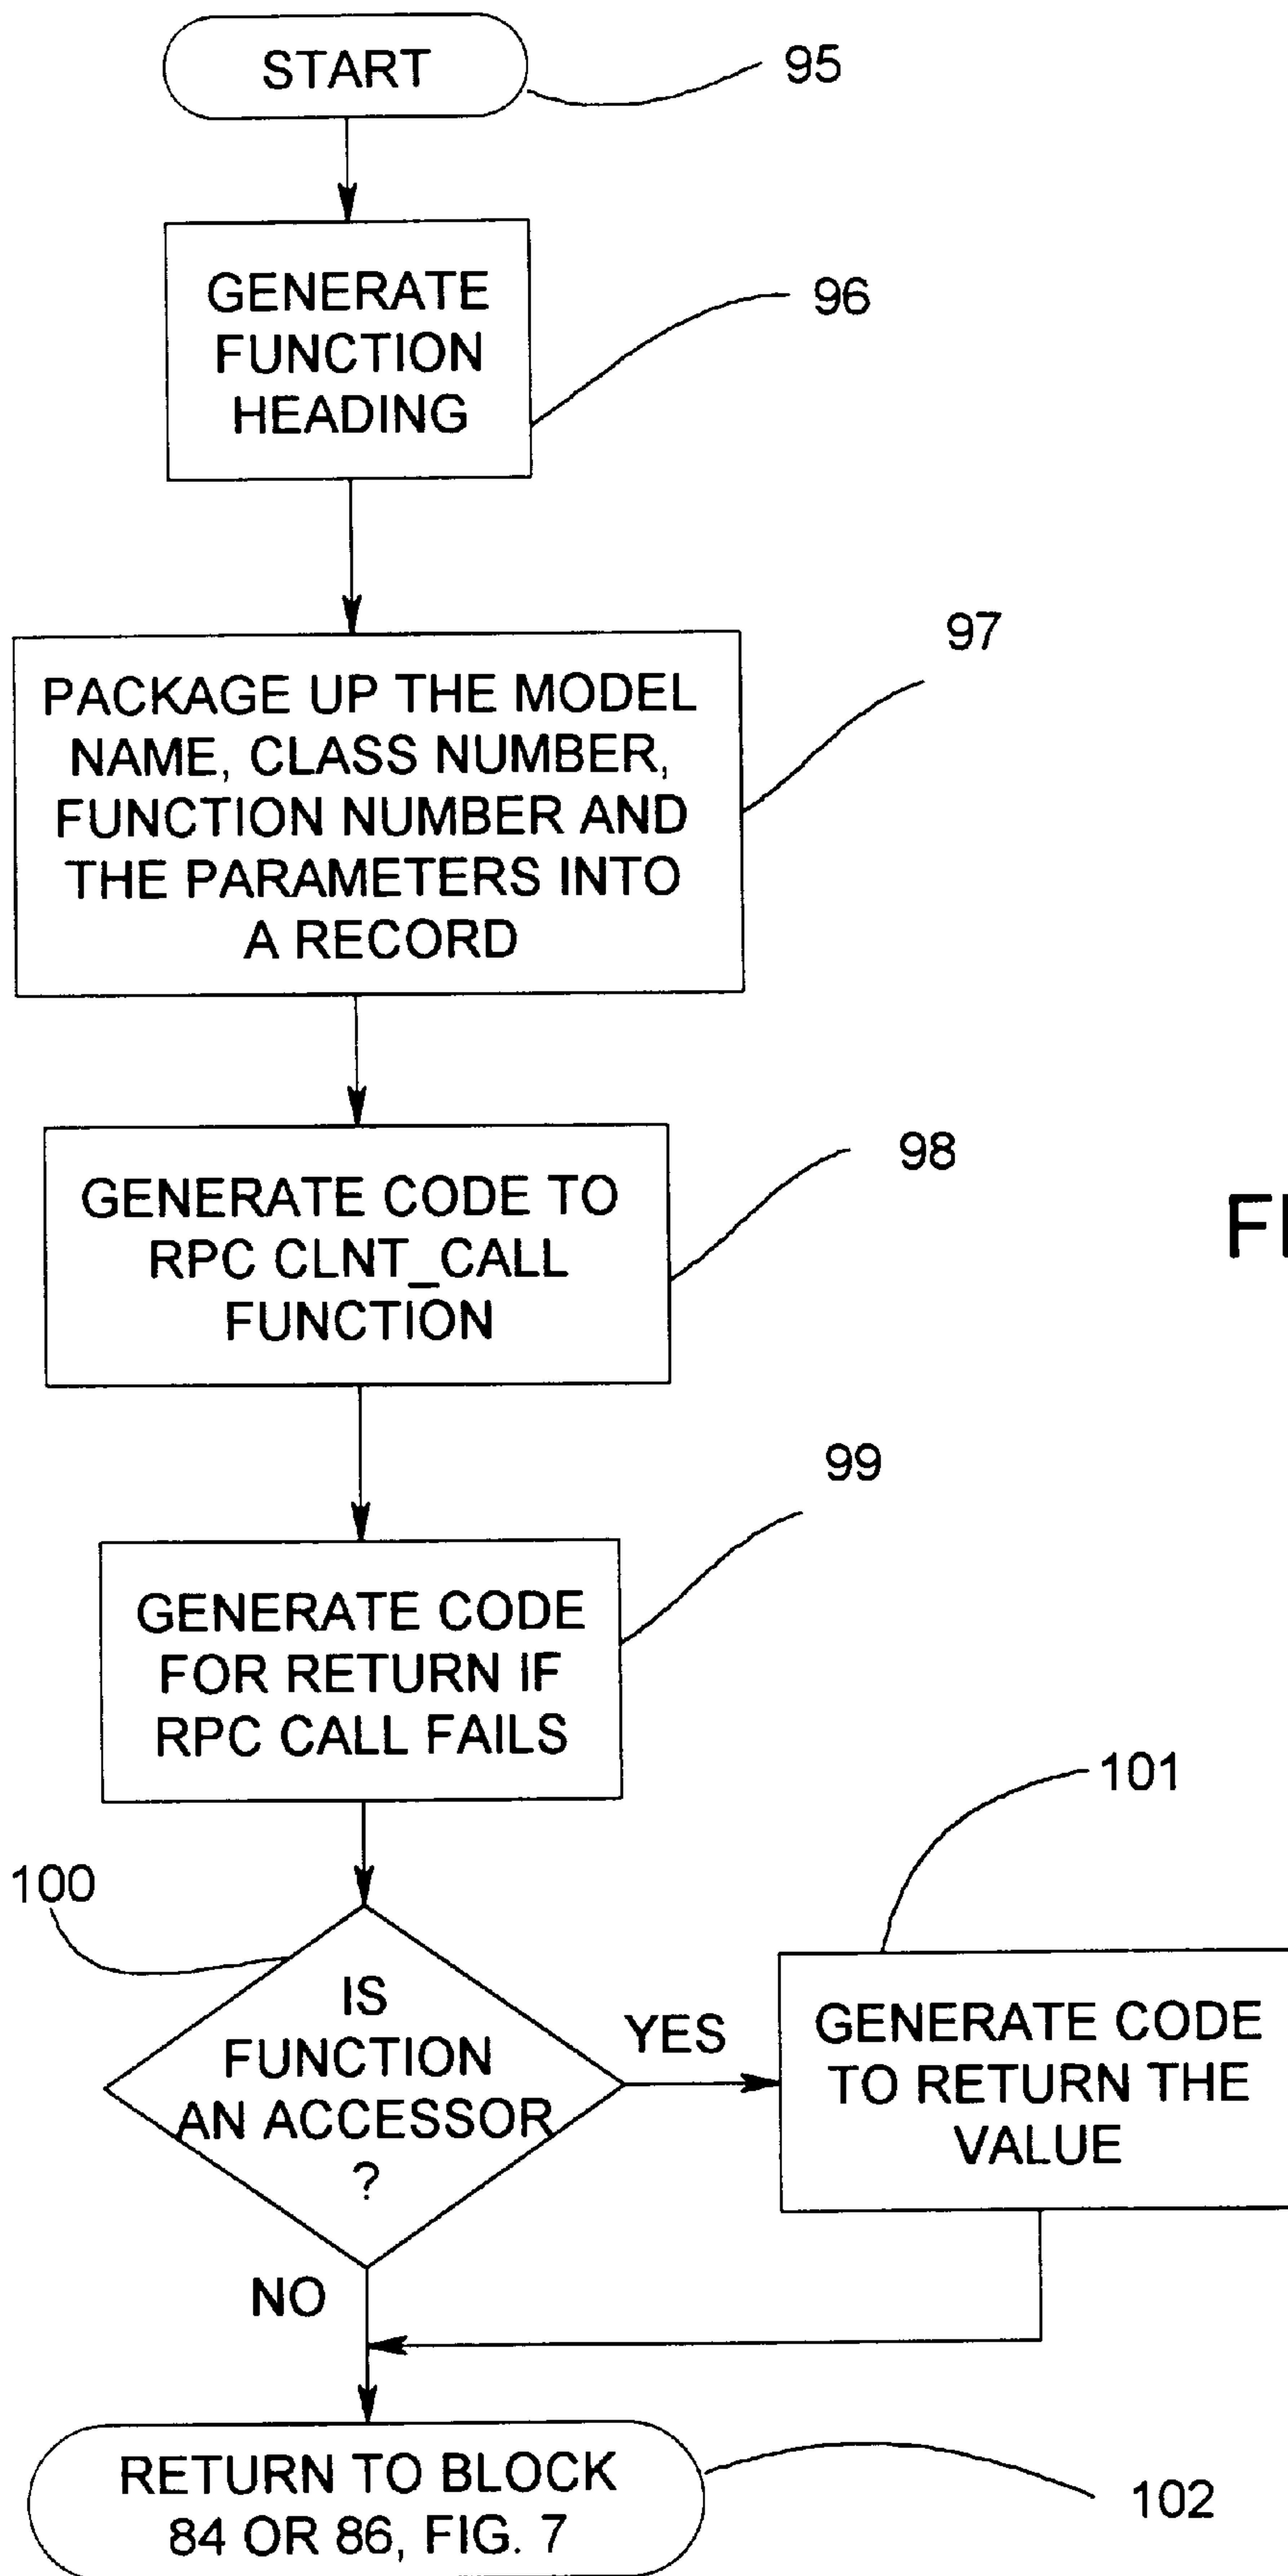 START
95
GENERATE
FUNCTION
HEADING
96
PACKAGE UP THE MODEL
NAME, CLASS NUMBER,
FUNCTION NUMBER AND
THE PARAMETERS INTO
A RECORD
97
GENERATE CODE TO
RPC CLNT_CALL
FUNCTION
98
GENERATE CODE
FOR RETURN IF
RPC CALL FAILS
99
100
IS
FUNCTION
AN ACCESSOR
?
YES
NO
GENERATE CODE
TO RETURN THE
VALUE
101
RETURN TO BLOCK
84 OR 86, FIG. 7
102